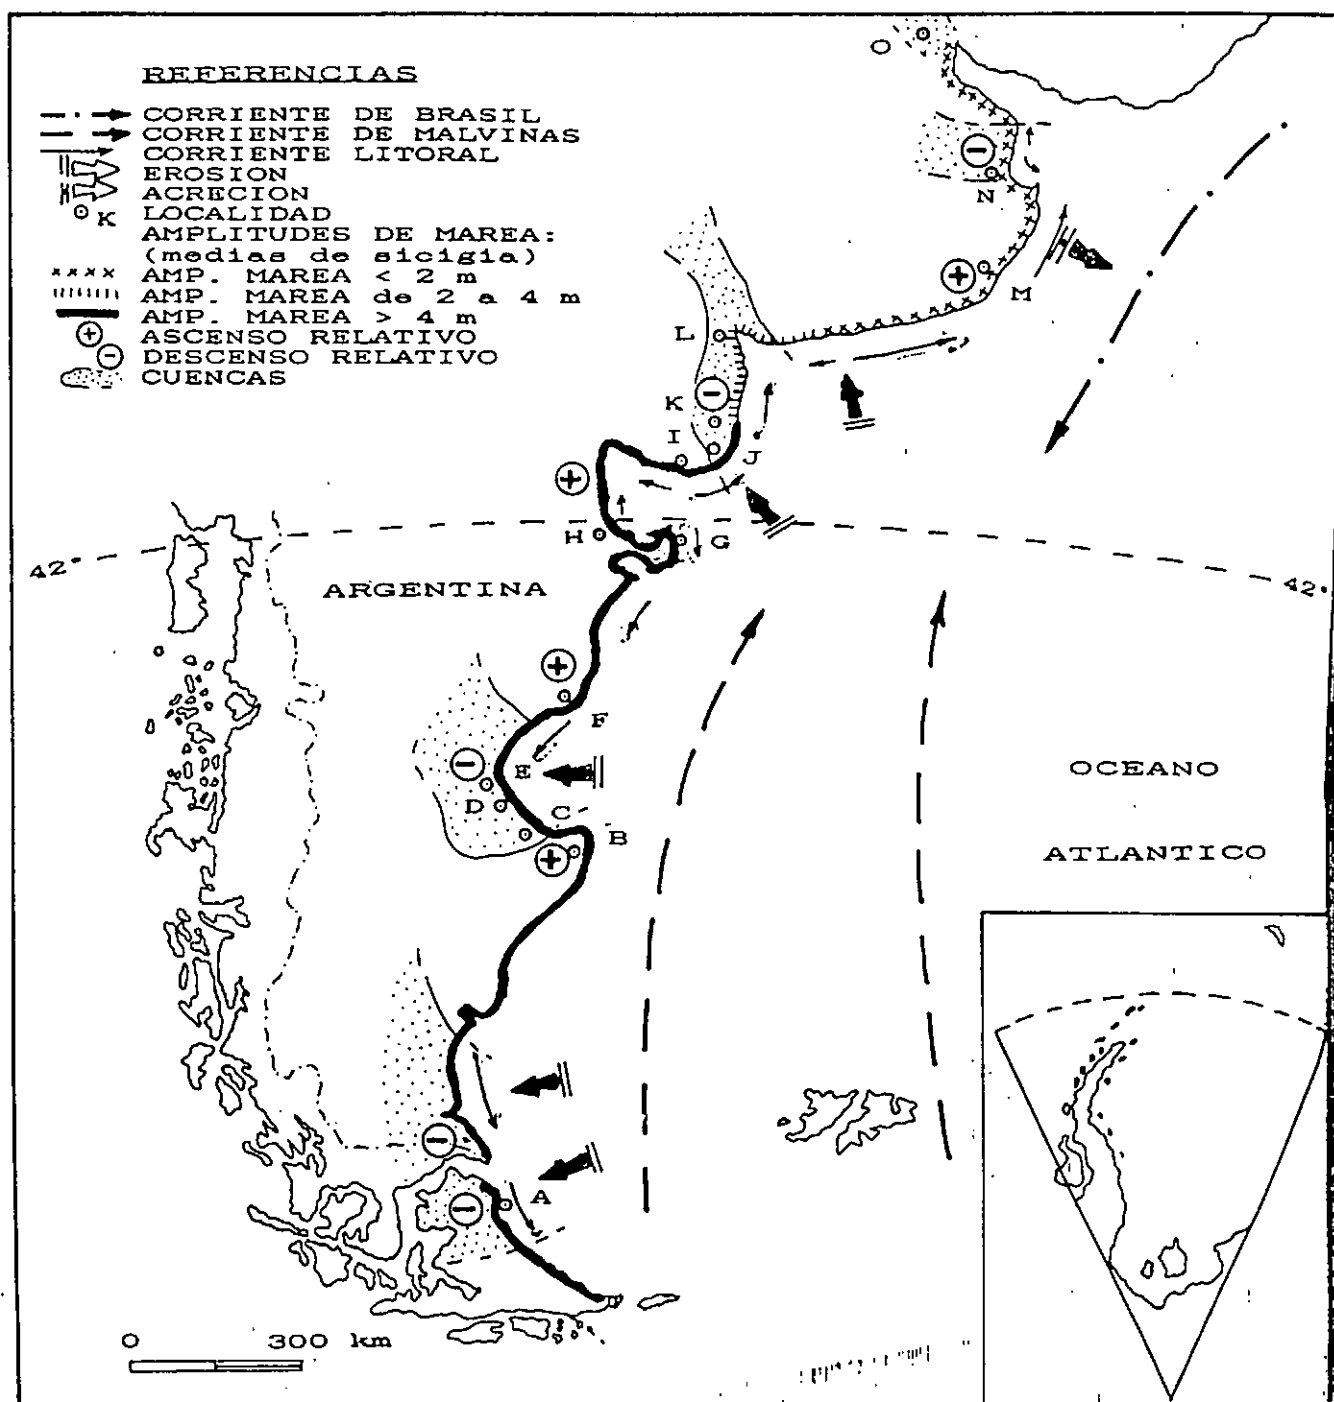 REFERENCIAS
CORRIENTE DE BRASIL
CORRIENTE DE MALVINAS
CORRIENTE LITORAL
EROSION
ACRECION
K LOCALIDAD
AMPLITUDES DE MAREA:
(medias de sicigia)
xxxx AMP. MAREA < 2 m
AMP. MAREA de 2 a 4 m
AMP. MAREA > 4 m
+ ASCENSO RELATIVO
- DESCENSO RELATIVO
CUENCAS
O
N
M
L
K
I
J
H
G
42°
42°
ARGENTINA
F
E
D
C
B
OCEANO
ATLANTICO
A
0 300 km